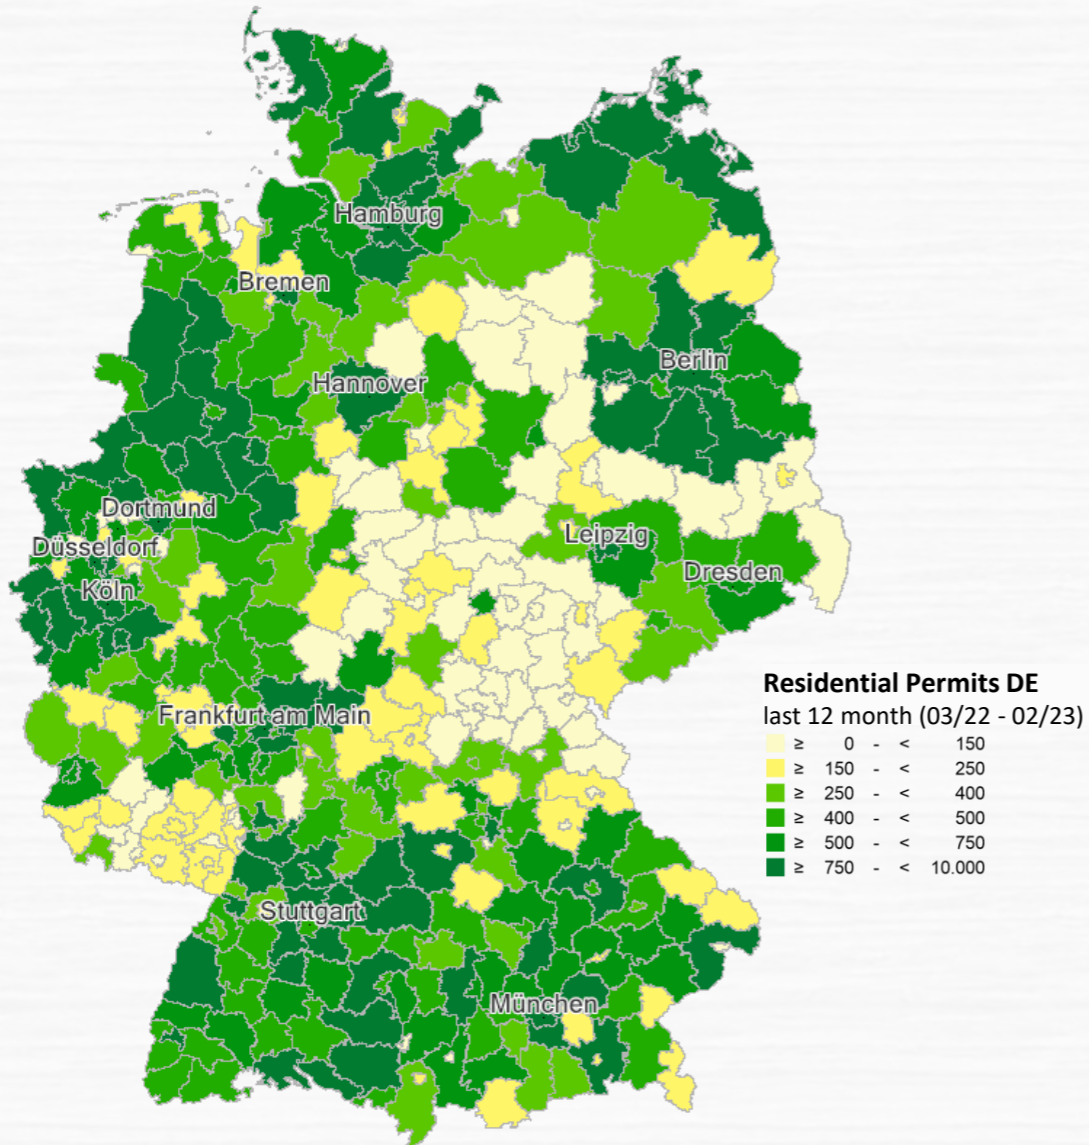 Hamburg
Bremen
Berlin
Hannover
Dortmund
Düsseldorf
Leipzig
Köln
Dresden
Frankfurt am Main
Stuttgart
München
Residential Permits DE
last 12 month (03/22 - 02/23)
≥ 0 - < 150
≥ 150 - < 250
≥ 250 - < 400
≥ 400 - < 500
≥ 500 - < 750
≥ 750 - < 10.000